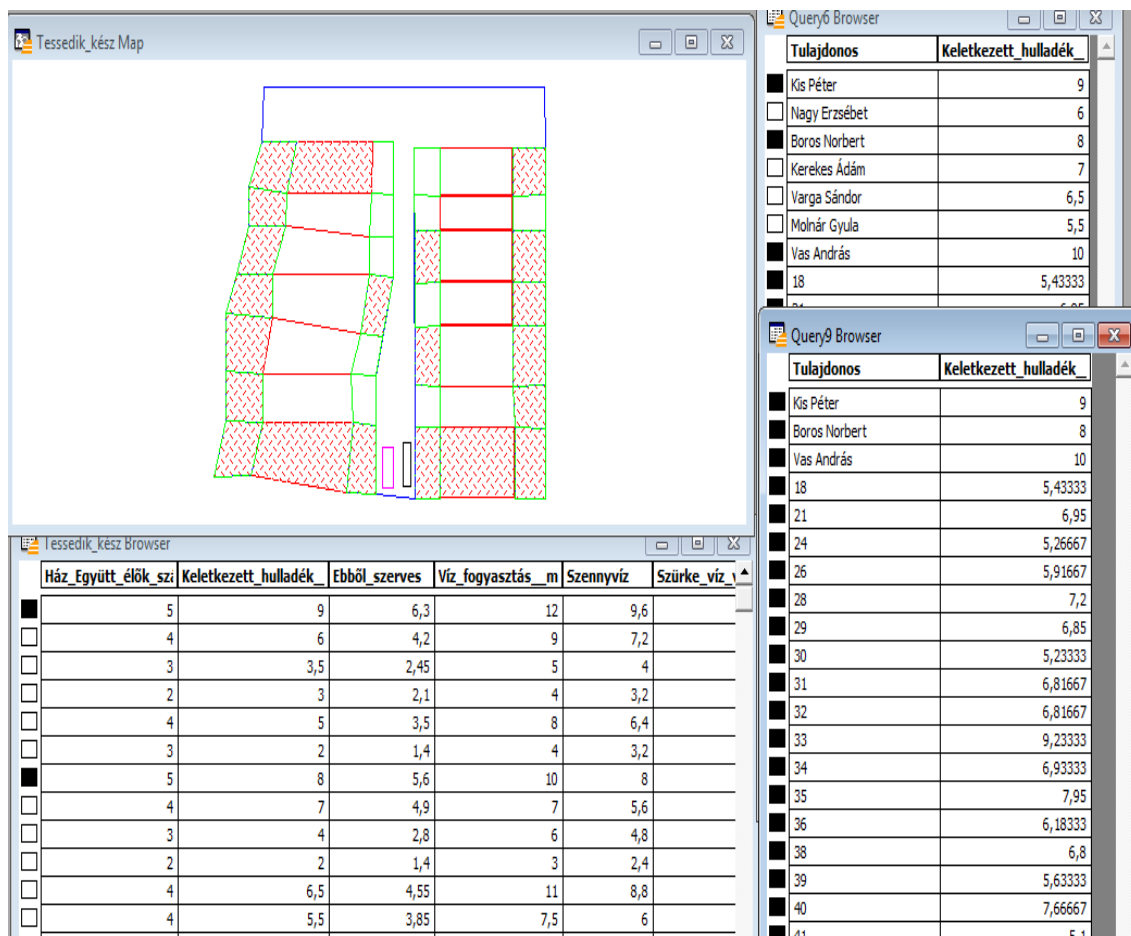 Tessedik_kész Map
Query6 Browser
Tulajdonos Keletkezett_hulladék_
Kis Péter 9
Nagy Erzsébet 6
Boros Norbert 8
Kerekes Ádám 7
Varga Sándor 6,5
Molnár Gyula 5,5
Vas András 10
18 5,43333
Query9 Browser
Tulajdonos Keletkezett_hulladék_
Kis Péter 9
Boros Norbert 8
Vas András 10
18 5,43333
21 6,95
24 5,26667
26 5,91667
28 7,2
29 6,85
30 5,23333
31 6,81667
32 6,81667
33 9,23333
34 6,93333
35 7,95
36 6,18333
38 6,8
39 5,63333
40 7,66667
41 5,1
Tessedik_kész Browser
Ház_Együtt_élők_szá Keletkezett_hulladék_ Ebből_szerves Víz_fogyasztás__m Szennyvíz Szürke_víz_v
5 9 6,3 12 9,6
4 6 4,2 9 7,2
3 3,5 2,45 5 4
2 3 2,1 4 3,2
4 5 3,5 8 6,4
3 2 1,4 4 3,2
5 8 5,6 10 8
4 7 4,9 7 5,6
3 4 2,8 6 4,8
2 2 1,4 3 2,4
4 6,5 4,55 11 8,8
4 5,5 3,85 7,5 6